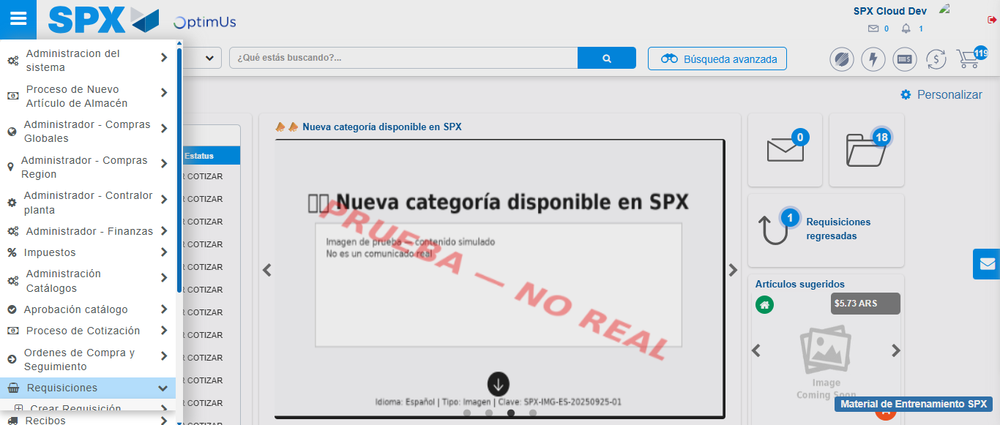 SPX
OptimUs
SPX Cloud Dev
0
1
¿Qué estás buscando?...
Búsqueda avanzada
119
Administracion del
sistema
Proceso de Nuevo
Artículo de Almacén
Administrador - Compras
Globales
Administrador - Compras
Region
Administrador - Contralor
planta
Administrador - Finanzas
Impuestos
Administración
Catálogos
Aprobación catálogo
Proceso de Cotización
Ordenes de Compra y
Seguimiento
Requisiciones
Crear Requisición
Recibos
Personalizar
Estatus
COTIZAR
COTIZAR
COTIZAR
COTIZAR
COTIZAR
COTIZAR
COTIZAR
COTIZAR
COTIZAR
COTIZAR
COTIZAR
COTIZAR
Nueva categoría disponible en SPX
Nueva categoría disponible en SPX
Imagen de prueba — contenido simulado
No es un comunicado real
PRUEBA — NO REAL
Idioma: Español | Tipo: Imagen | Clave: SPX-IMG-ES-20250925-01
0
18
1
Requisiciones
regresadas
Artículos sugeridos
$5.73 ARS
Image
Coming Soon
Material de Entrenamiento SPX